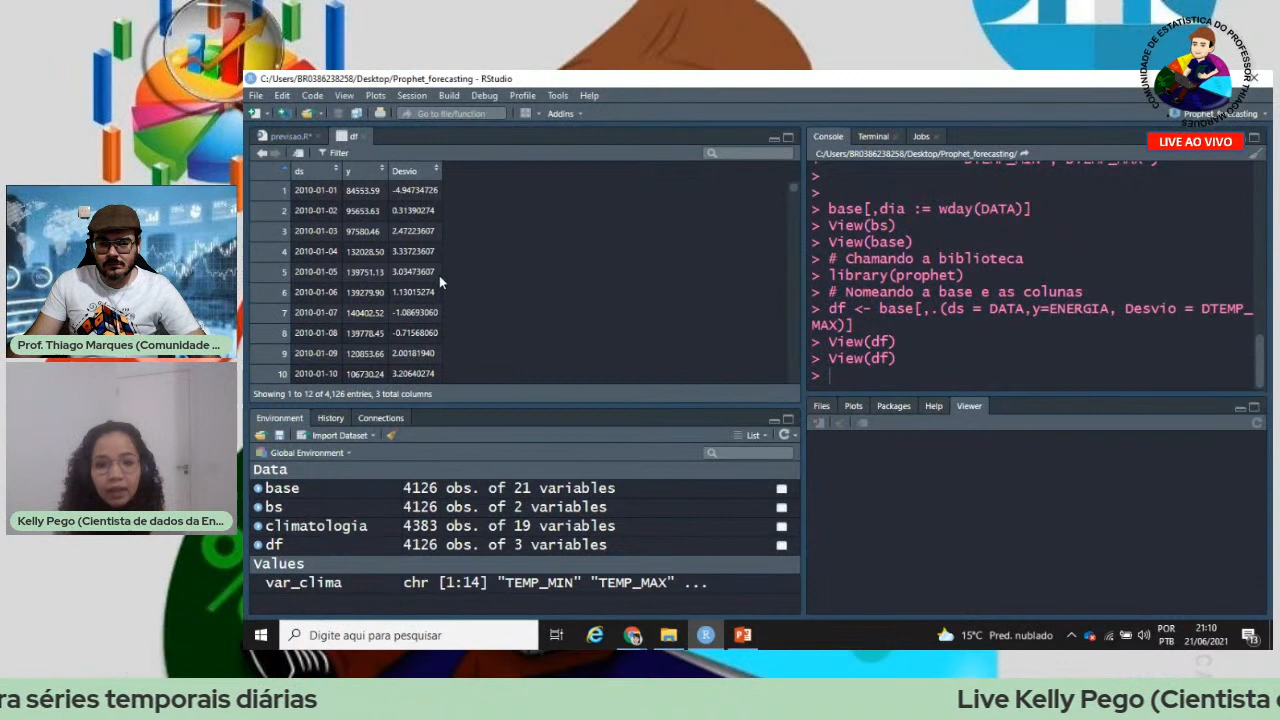 COMUNIDADE DE ESTATÍSTICA DO PROFESSOR THIAGO MARQUES
LIVE AO VIVO
C:/Users/BR0386238258/Desktop/Prophet_forecasting - RStudio
File Edit Code View Plots Session Build Debug Profile Tools Help
Go to file/function Addins
Prophet_forecasting
previsao.R* df
Filter
ds y Desvio
1 2010-01-01 84553.59 -4.94734726
2 2010-01-02 95653.63 0.31390274
3 2010-01-03 97580.46 2.47223607
4 2010-01-04 132028.50 3.33723607
5 2010-01-05 139751.13 3.03473607
6 2010-01-06 139279.90 1.13015274
7 2010-01-07 140402.52 -1.08693060
8 2010-01-08 139778.45 -0.71568060
9 2010-01-09 120853.66 2.00181940
10 2010-01-10 106730.24 3.20640274
Showing 1 to 12 of 4,126 entries, 3 total columns
Console Terminal Jobs
C:/Users/BR0386238258/Desktop/Prophet_forecasting/
>
>
> base[,dia := wday(DATA)]
> View(bs)
> View(base)
> # Chamando a biblioteca
> library(prophet)
> # Nomeando a base e as colunas
> df <- base[,.(ds = DATA,y=ENERGIA, Desvio = DTEMP_
MAX)]
> View(df)
> View(df)
>
Environment History Connections
Import Dataset List
Global Environment
Data
base 4126 obs. of 21 variables
bs 4126 obs. of 2 variables
climatologia 4383 obs. of 19 variables
df 4126 obs. of 3 variables
Values
var_clima chr [1:14] "TEMP_MIN" "TEMP_MAX" ...
Files Plots Packages Help Viewer
Prof. Thiago Marques (Comunidade ...
Kelly Pego (Cientista de dados da En...
Digite aqui para pesquisar
15°C Pred. nublado
POR
PTB
21:10
21/06/2021
13
ra séries temporais diárias
Live Kelly Pego (Cientista